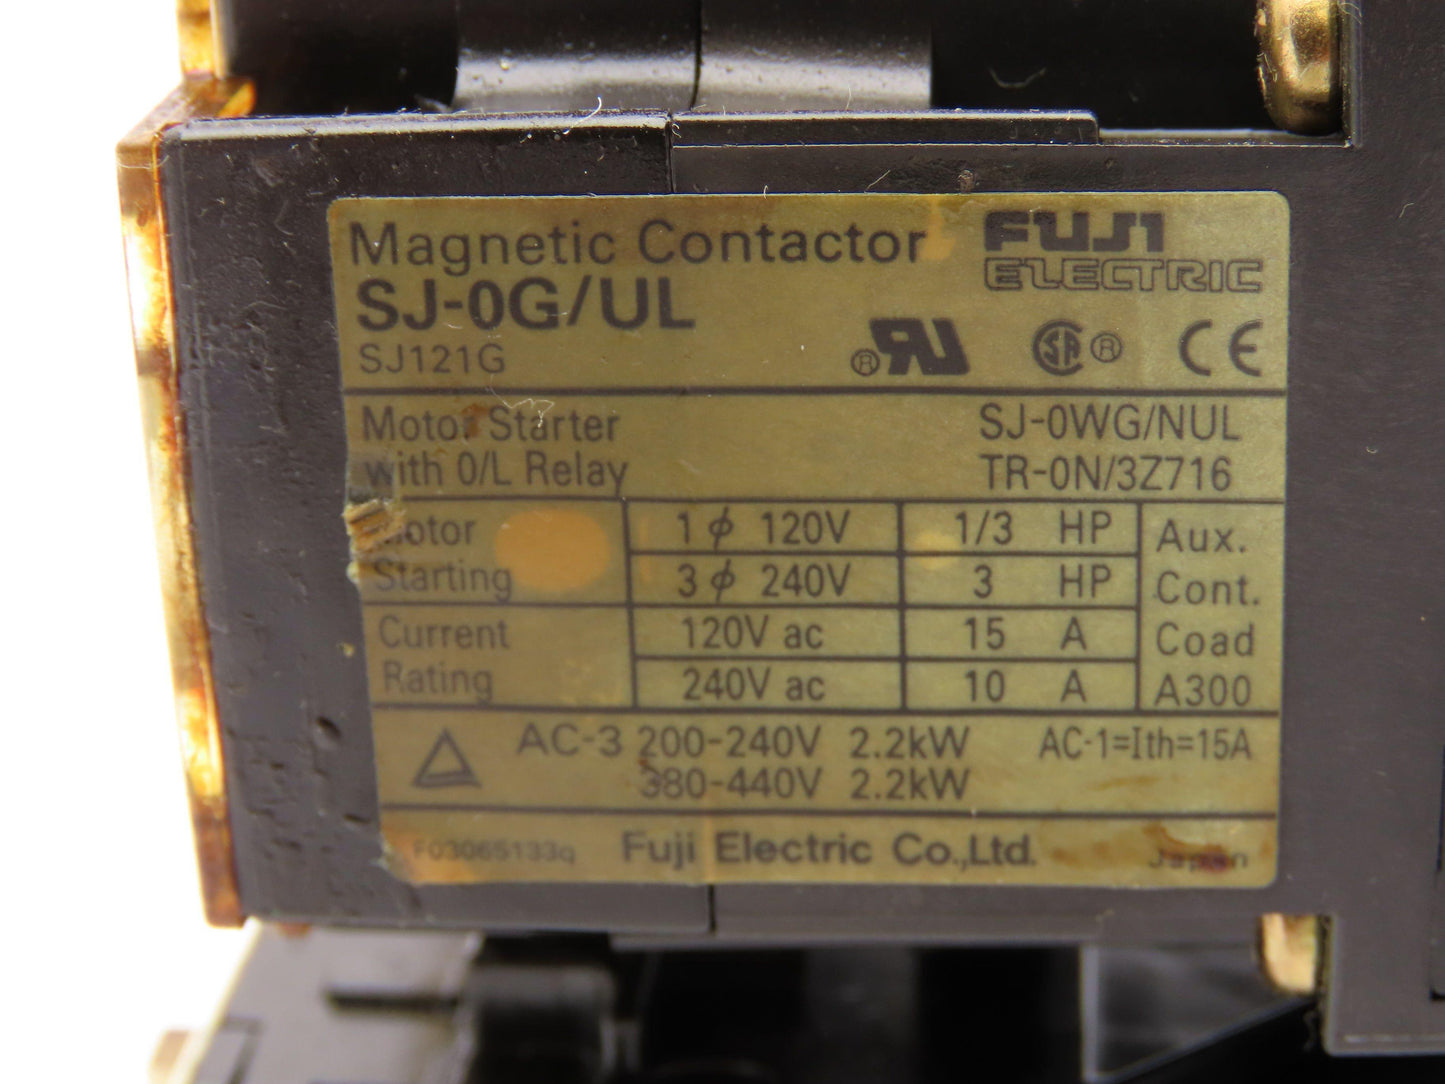 Magnetic Contactor
FUJI
ELECTRIC
SJ-0G/UL
SJ121G
® RU SA ® CE
Motor Starter SJ-0WG/NUL
with O/L Relay TR-0N/3Z716
Motor 1 ϕ 120V 1/3 HP Aux.
Starting 3 ϕ 240V 3 HP Cont.
Current 120V ac 15 A Coad
Rating 240V ac 10 A A300
AC-3 200-240V 2.2kW AC-1=Ith=15A
380-440V 2.2kW
F03065133q Fuji Electric Co.,Ltd. Japan